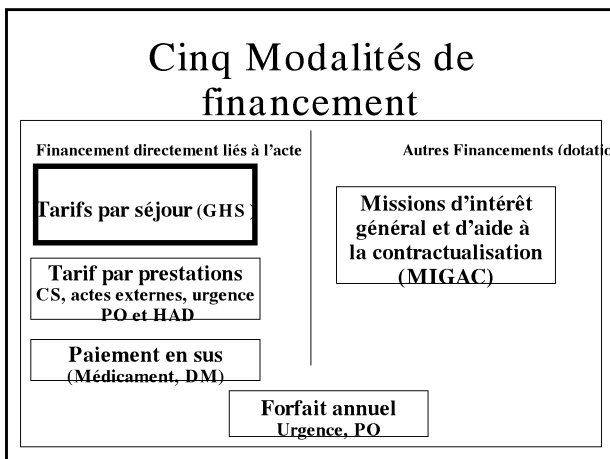 Cinq Modalités de
financement
Financement directement liés à l'acte
Autres Financements (dotatio
Tarifs par séjour (GHS )
Missions d'intérêt
général et d'aide à
la contractualisation
(MIGAC)
Tarif par prestations
CS, actes externes, urgence
PO et HAD
Paiement en sus
(Médicament, DM)
Forfait annuel
Urgence, PO